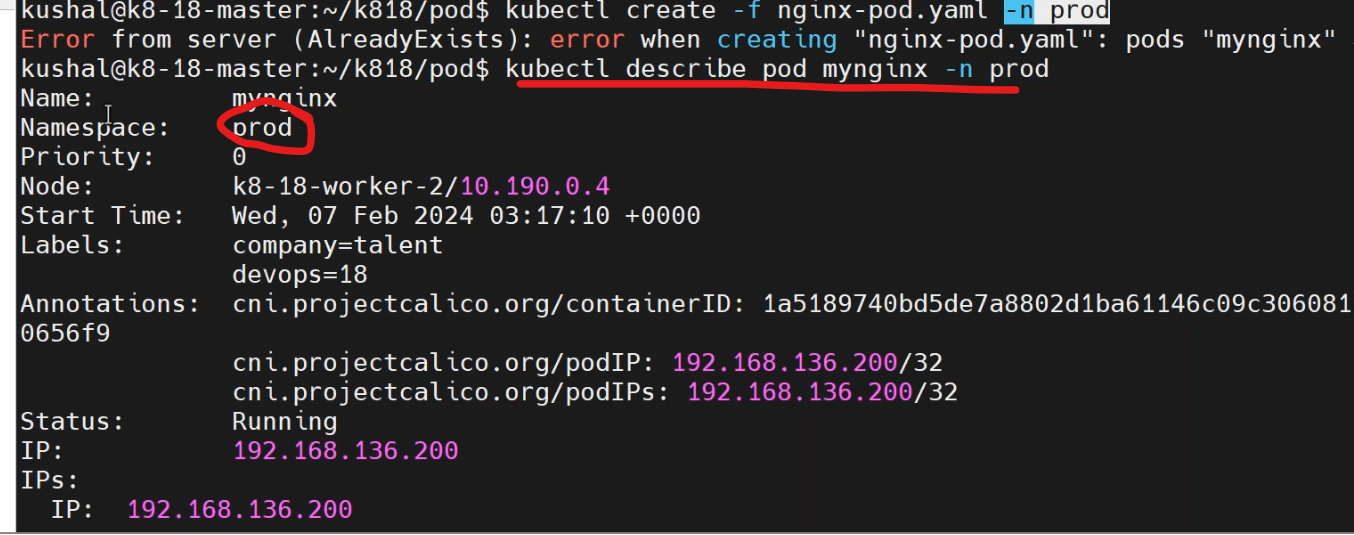 kushal@k8-18-master:~/k818/pod$ kubectl create -f nginx-pod.yaml -n prod
Error from server (AlreadyExists): error when creating "nginx-pod.yaml": pods "mynginx"
kushal@k8-18-master:~/k818/pod$ kubectl describe pod mynginx -n prod
Name: mynginx
Namespace: prod
Priority: 0
Node: k8-18-worker-2/10.190.0.4
Start Time: Wed, 07 Feb 2024 03:17:10 +0000
Labels: company=talent
devops=18
Annotations: cni.projectcalico.org/containerID: 1a5189740bd5de7a8802d1ba61146c09c306081
0656f9
cni.projectcalico.org/podIP: 192.168.136.200/32
cni.projectcalico.org/podIPs: 192.168.136.200/32
Status: Running
IP: 192.168.136.200
IPs:
IP: 192.168.136.200